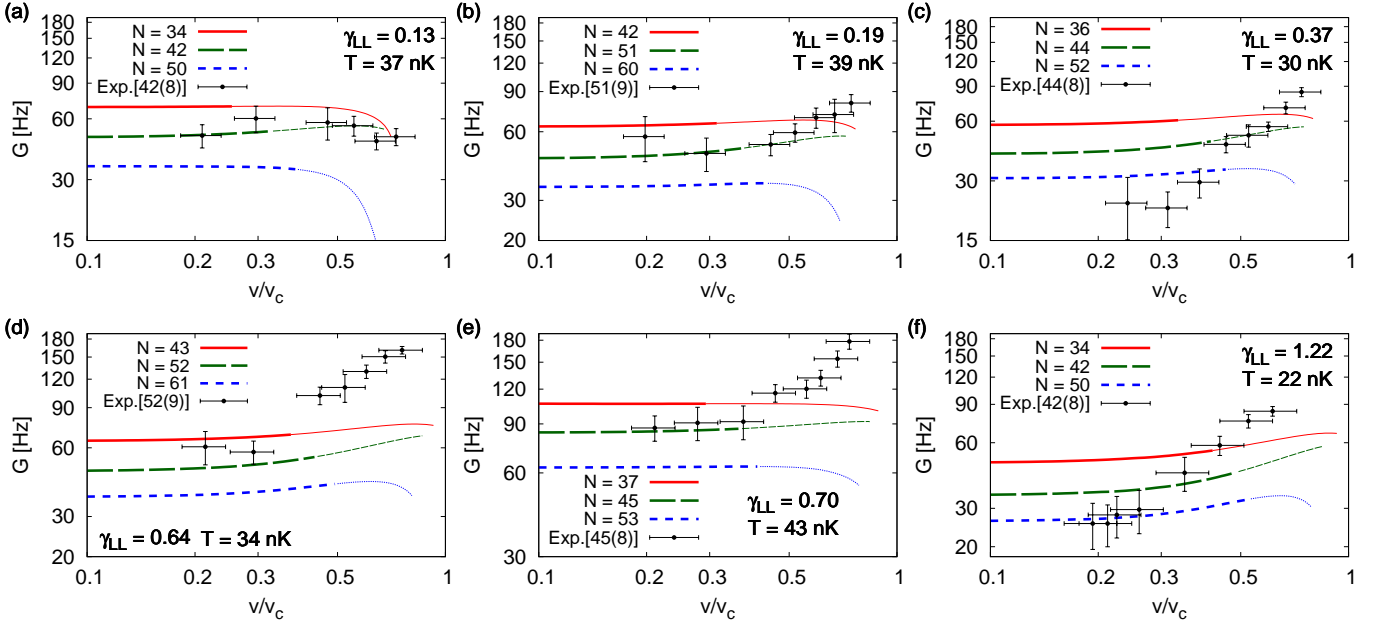 (a)
180
150
120
90
60
30
15
G [Hz]
N = 34
N = 42
N = 50
Exp.[42(8)]
γLL = 0.13
T = 37 nK
0.1 0.2 0.3 0.5 1
v/vc
(b)
180
150
120
90
60
30
20
G [Hz]
N = 42
N = 51
N = 60
Exp.[51(9)]
γLL = 0.19
T = 39 nK
0.1 0.2 0.3 0.5 1
v/vc
(c)
180
150
120
90
60
30
15
G [Hz]
N = 36
N = 44
N = 52
Exp.[44(8)]
γLL = 0.37
T = 30 nK
0.1 0.2 0.3 0.5 1
v/vc
(d)
180
150
120
90
60
30
20
G [Hz]
N = 43
N = 52
N = 61
Exp.[52(9)]
γLL = 0.64 T = 34 nK
0.1 0.2 0.3 0.5 1
v/vc
(e)
180
150
120
90
60
30
G [Hz]
N = 37
N = 45
N = 53
Exp.[45(8)]
γLL = 0.70
T = 43 nK
0.1 0.2 0.3 0.5 1
v/vc
(f)
180
150
120
90
60
30
20
G [Hz]
N = 34
N = 42
N = 50
Exp.[42(8)]
γLL = 1.22
T = 22 nK
0.1 0.2 0.3 0.5 1
v/vc